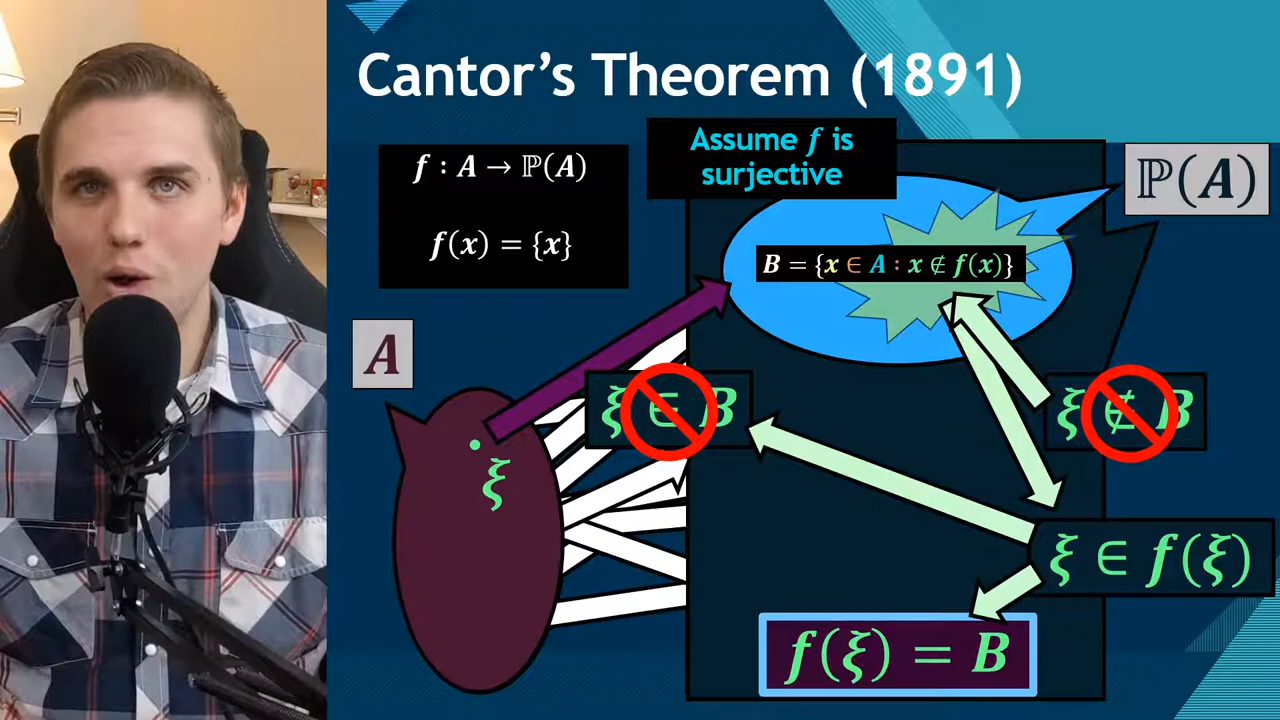 Cantor's Theorem (1891)
Assume f is
surjective
f : A → ℙ(A)
f(x) = {x}
ℙ(A)
B = {x ∈ A : x ∉ f(x)}
A
ξ ∈ B
ξ ∉ B
ξ
ξ ∈ f(ξ)
f(ξ) = B